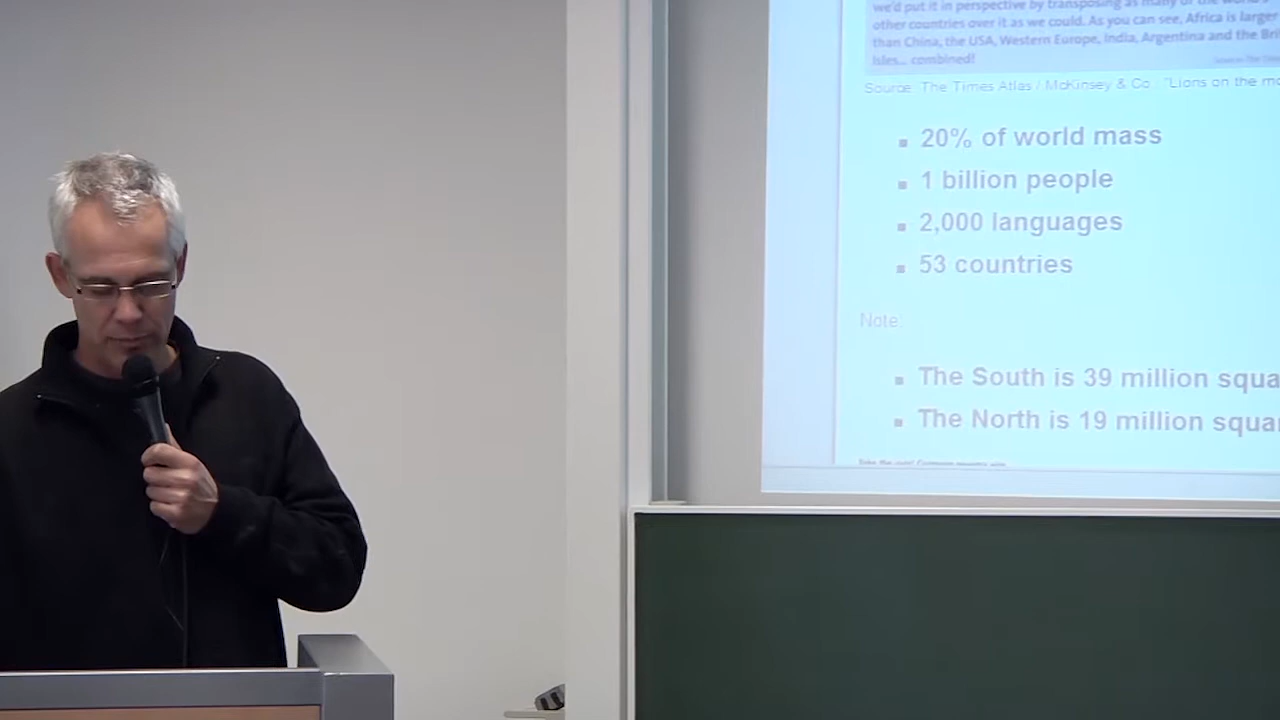 we'd put it in perspective by transposing as many of the world's
other countries over it as we could. As you can see, Africa is larger
than China, the USA, Western Europe, India, Argentina and the Bri
Isles... combined!
Source: The Times Atlas / McKinsey & Co "Lions on the mo
20% of world mass
1 billion people
2,000 languages
53 countries
Note:
The South is 39 million squa
The North is 19 million squar